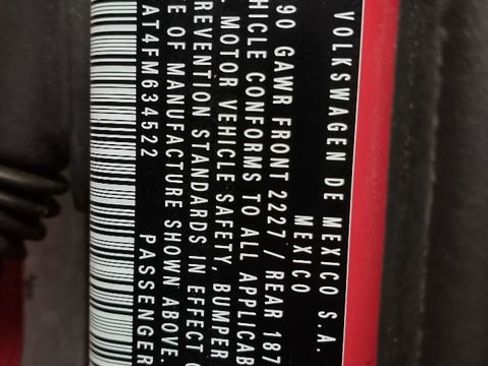 VOLKSWAGEN DE MEXICO S.A.
MEXICO
90 GAWR FRONT 2227 / REAR 187
HICLE CONFORMS TO ALL APPLICAB
MOTOR VEHICLE SAFETY, BUMPER
REVENTION STANDARDS IN EFFECT
E OF MANUFACTURE SHOWN ABOVE.
AT4FM634522 PASSENGER